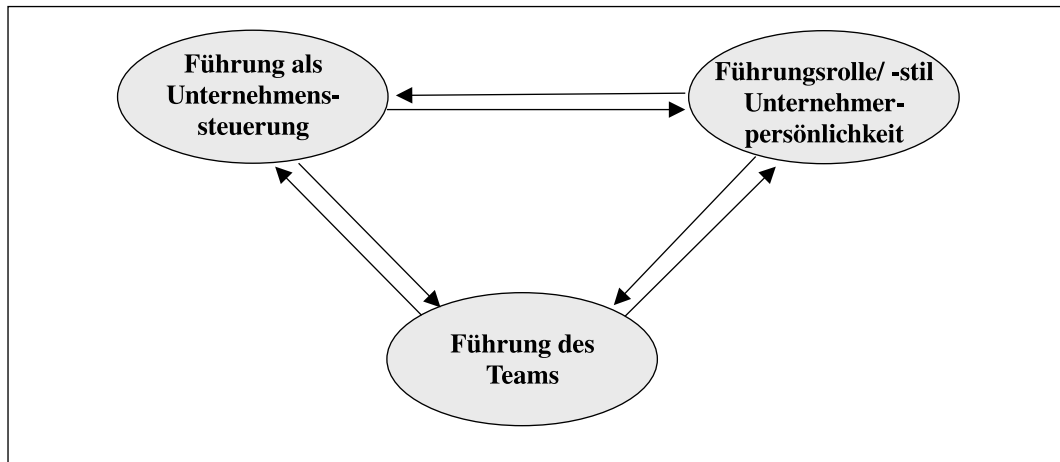 Führung als
Unternehmens-
steuerung
Führungsrolle/ -stil
Unternehmer-
persönlichkeit
Führung des
Teams